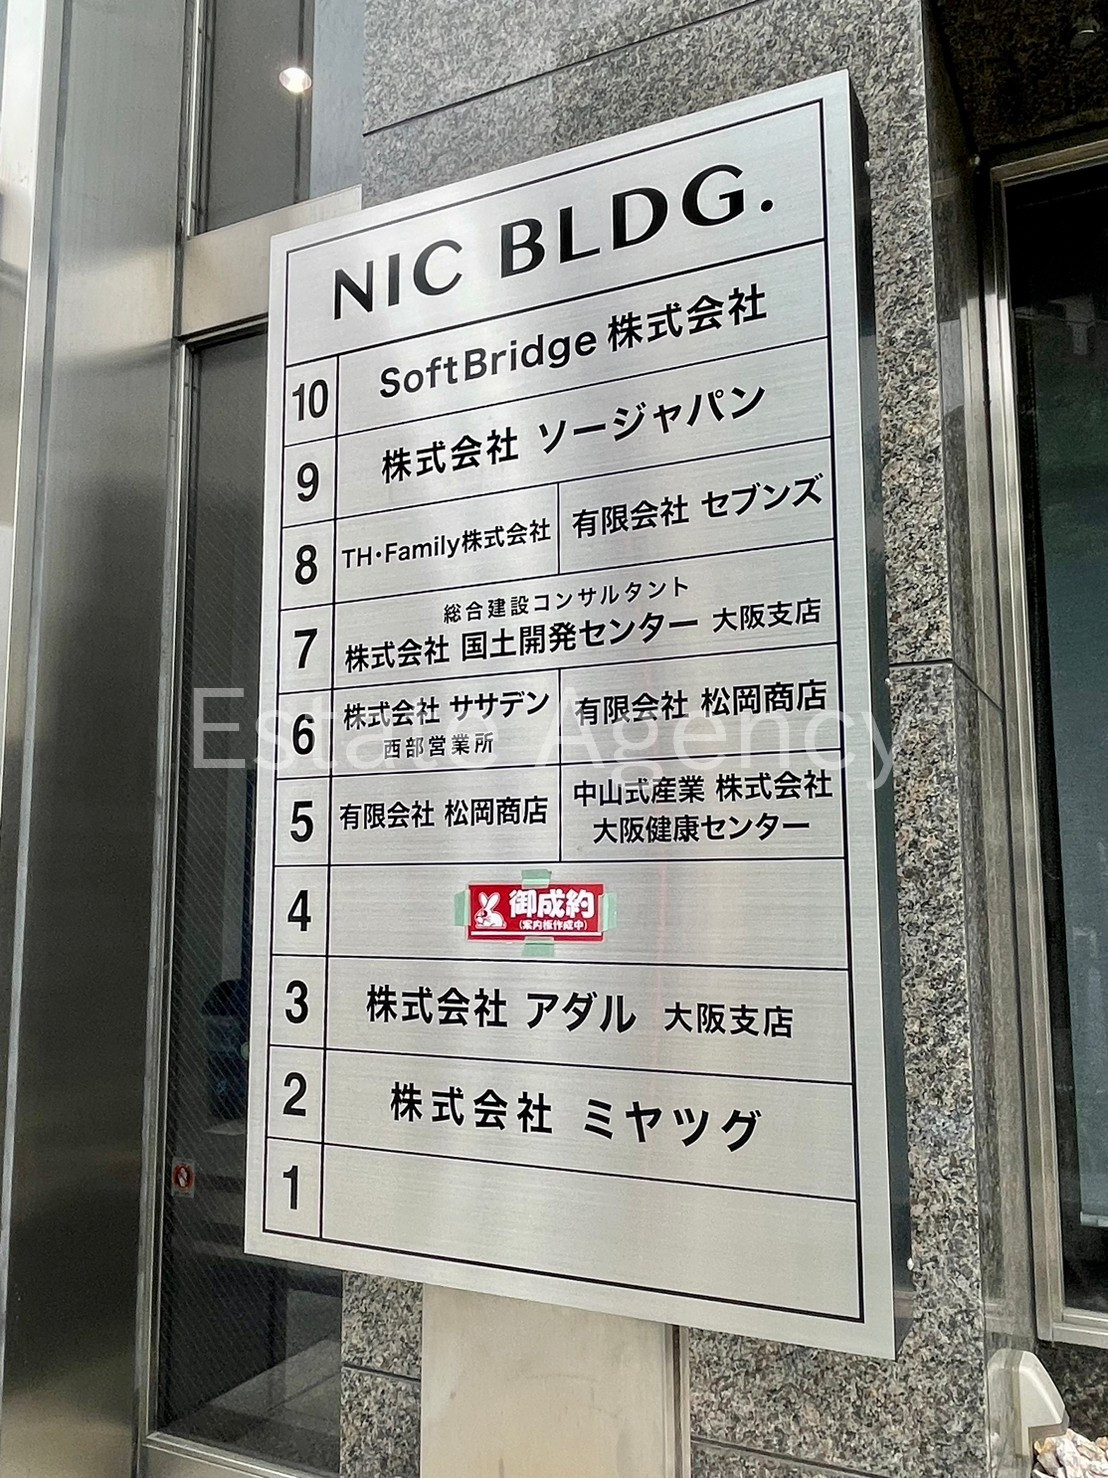 NIC BLDG.
10 SoftBridge 株式会社
9 株式会社 ソージャパン
8 TH・Family株式会社 有限会社 セブンズ
総合建設コンサルタント
7 株式会社 国土開発センター 大阪支店
6 株式会社 ササデン 有限会社 松岡商店
西部営業所
5 有限会社 松岡商店 中山式産業 株式会社
大阪健康センター
4 御成約
(案内板作成中)
3 株式会社 アダル 大阪支店
2 株式会社 ミヤツグ
1
Estate Agency